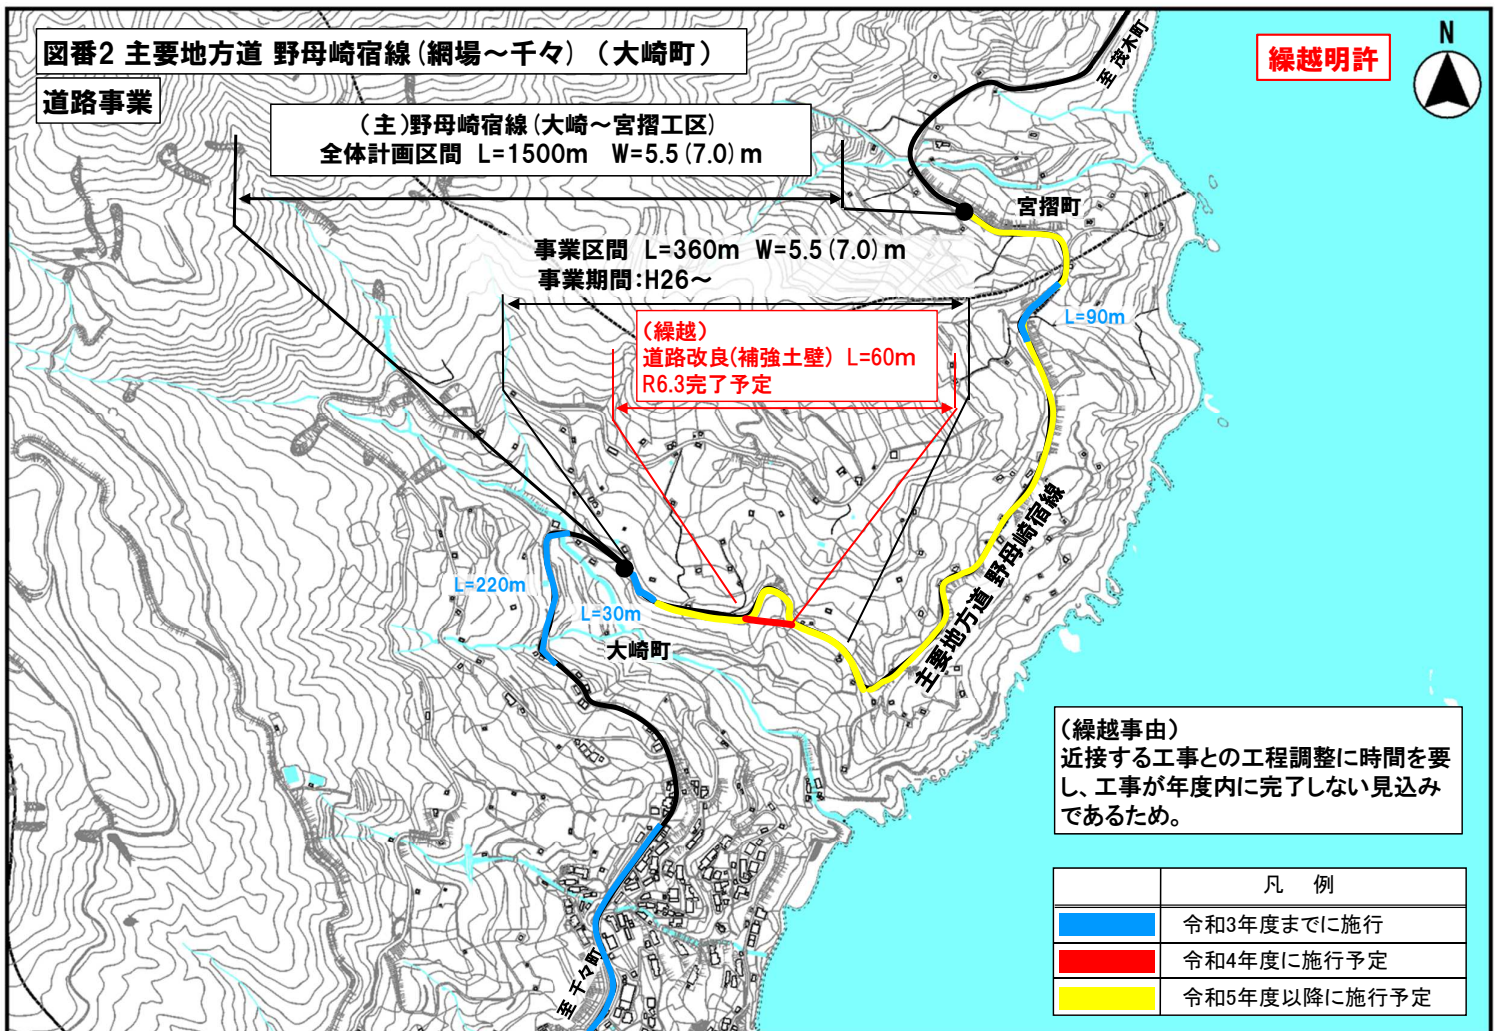 図番2 主要地方道 野母崎宿線(網場～千々) (大崎町)
道路事業
繰越明許
N
至 茂木町
(主)野母崎宿線(大崎～宮摺工区)
全体計画区間 L=1500m W=5.5(7.0)m
宮摺町
事業区間 L=360m W=5.5(7.0)m
事業期間:H26～
L=90m
(繰越)
道路改良(補強土壁) L=60m
R6.3完了予定
主要地方道 野母崎宿線
L=220m
L=30m
大崎町
至 千々町
(繰越事由)
近接する工事との工程調整に時間を要
し、工事が年度内に完了しない見込み
であるため。
凡 例
令和3年度までに施行
令和4年度に施行予定
令和5年度以降に施行予定